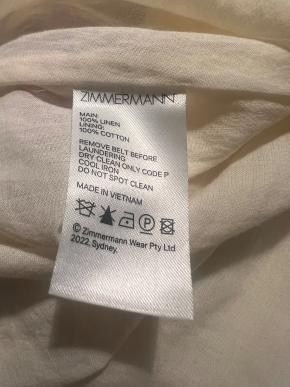 ZIMMERMANN
MAIN:
100% LINEN
LINING:
100% COTTON
REMOVE BELT BEFORE
LAUNDERING
DRY CLEAN ONLY CODE P
COOL IRON
DO NOT SPOT CLEAN
MADE IN VIETNAM
P
© Zimmermann Wear Pty Ltd
2022, Sydney.